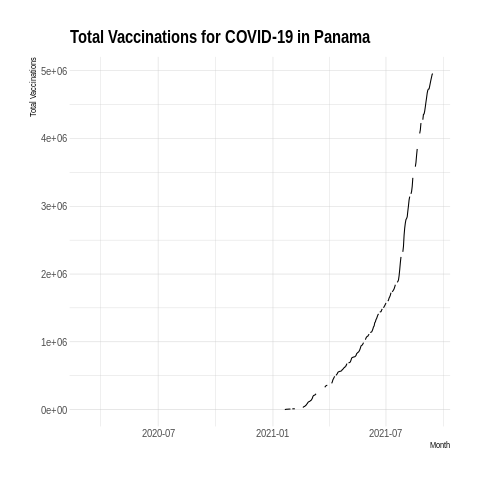 Total Vaccinations for COVID-19 in Panama
Total Vaccinations
5e+06
4e+06
3e+06
2e+06
1e+06
0e+00
2020-07
2021-01
2021-07
Month